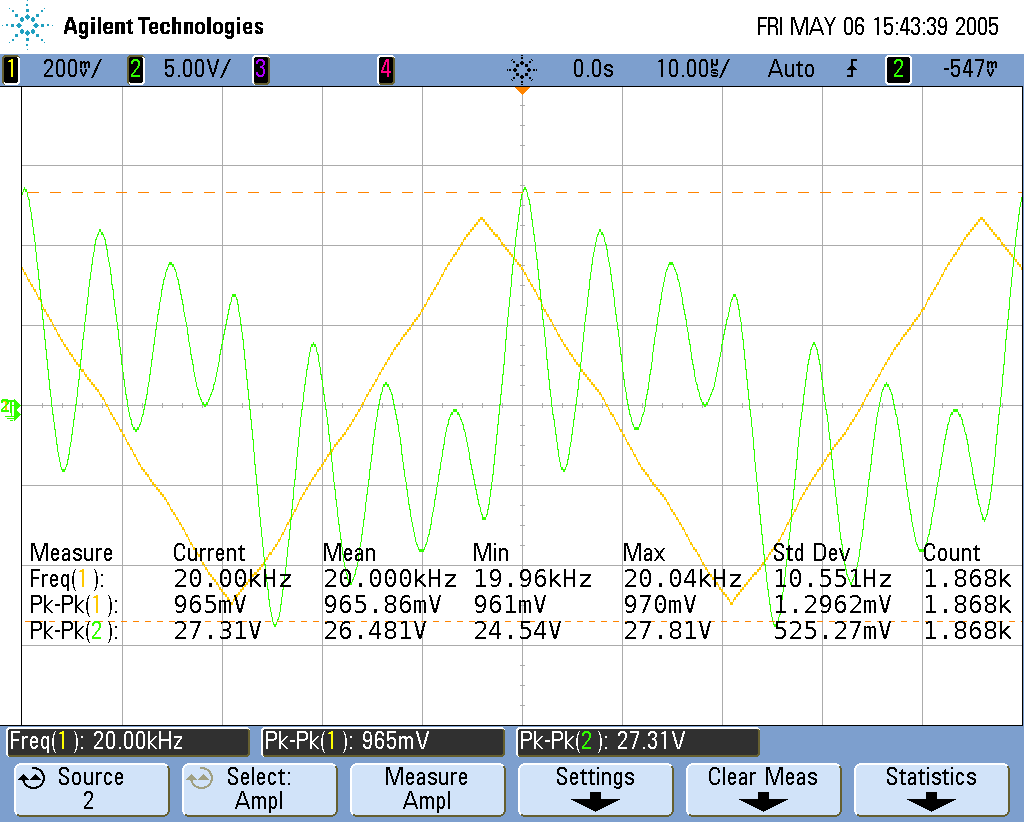 Agilent Technologies FRI MAY 06 15:43:39 2005
1 200m̷V/ 2 5.00V/ 3 4 0.0s 10.00µs/ Auto 2 -547mV
2
Measure Current Mean Min Max Std Dev Count
Freq(1): 20.00kHz 20.000kHz 19.96kHz 20.04kHz 10.551Hz 1.868k
Pk-Pk(1): 965mV 965.86mV 961mV 970mV 1.2962mV 1.868k
Pk-Pk(2): 27.31V 26.481V 24.54V 27.81V 525.27mV 1.868k
Freq(1): 20.00kHz Pk-Pk(1): 965mV Pk-Pk(2): 27.31V
Source Select: Measure Settings Clear Meas Statistics
2 Ampl Ampl